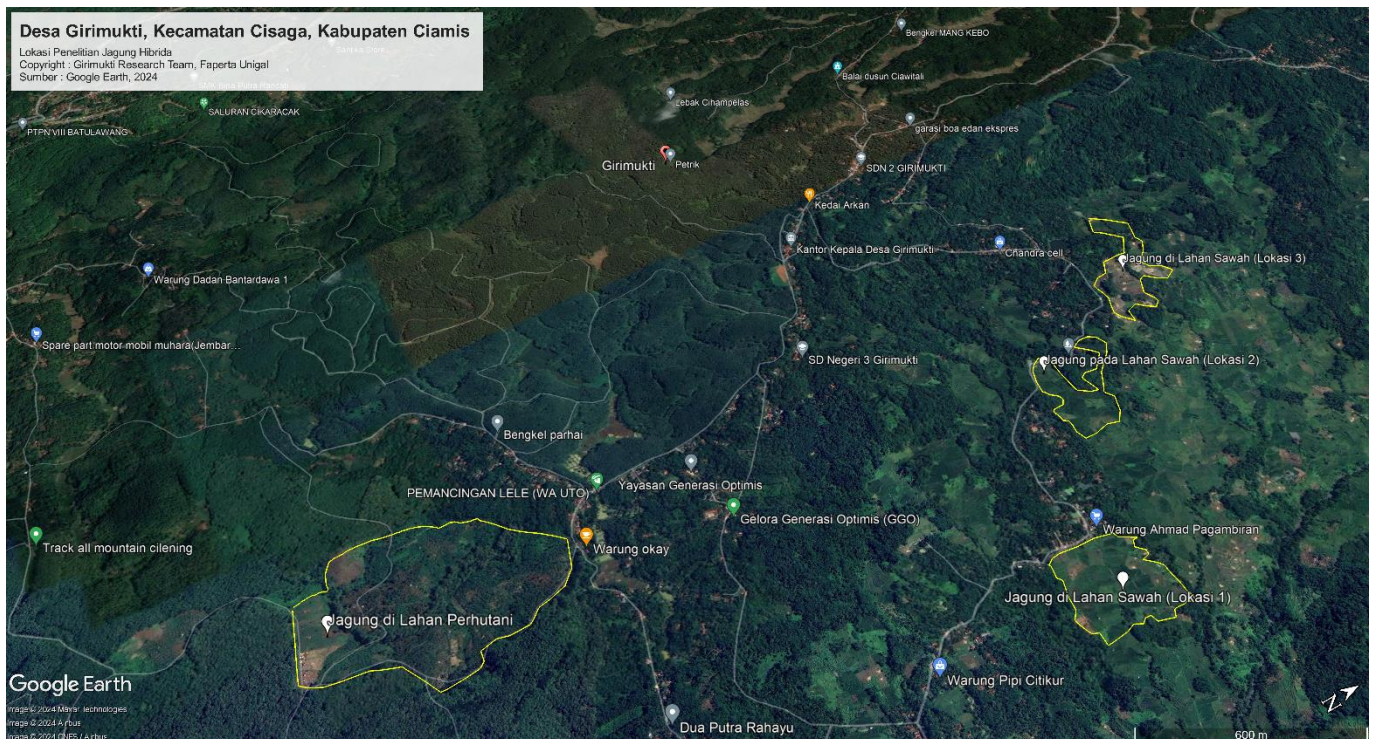 Desa Girimukti, Kecamatan Cisaga, Kabupaten Ciamis
Lokasi Penelitian Jagung Hibrida
Copyright : Girimukti Research Team, Faperta Unigal
Sumber : Google Earth, 2024
Bengkel MANG KEBO
Balai dusun Ciawitali
Lebak Cihampelas
SALURAN CIKARACAK
PTPN VIII BATULAWANG
garasi boa edan ekspres
Girimukti
Petrik
SDN 2 GIRIMUKTI
Kedai Arkan
Kantor Kepala Desa Girimukti
Chandra cell
Jagung di Lahan Sawah (Lokasi 3)
Warung Dadan Bantardawa 1
Spare part motor mobil muhara(Jembar...
SD Negeri 3 Girimukti
Jagung pada Lahan Sawah (Lokasi 2)
Bengkel parhai
PEMANCINGAN LELE (WA UTO)
Yayasan Generasi Optimis
Gelora Generasi Optimis (GGO)
Warung Ahmad Pagambiran
Track all mountain cilening
Warung okay
Jagung di Lahan Sawah (Lokasi 1)
Jagung di Lahan Perhutani
Warung Pipi Citikur
Dua Putra Rahayu
Google Earth
Image © 2024 Maxar Technologies
Image © 2024 Airbus
Image © 2024 CNES / Airbus
N
600 m